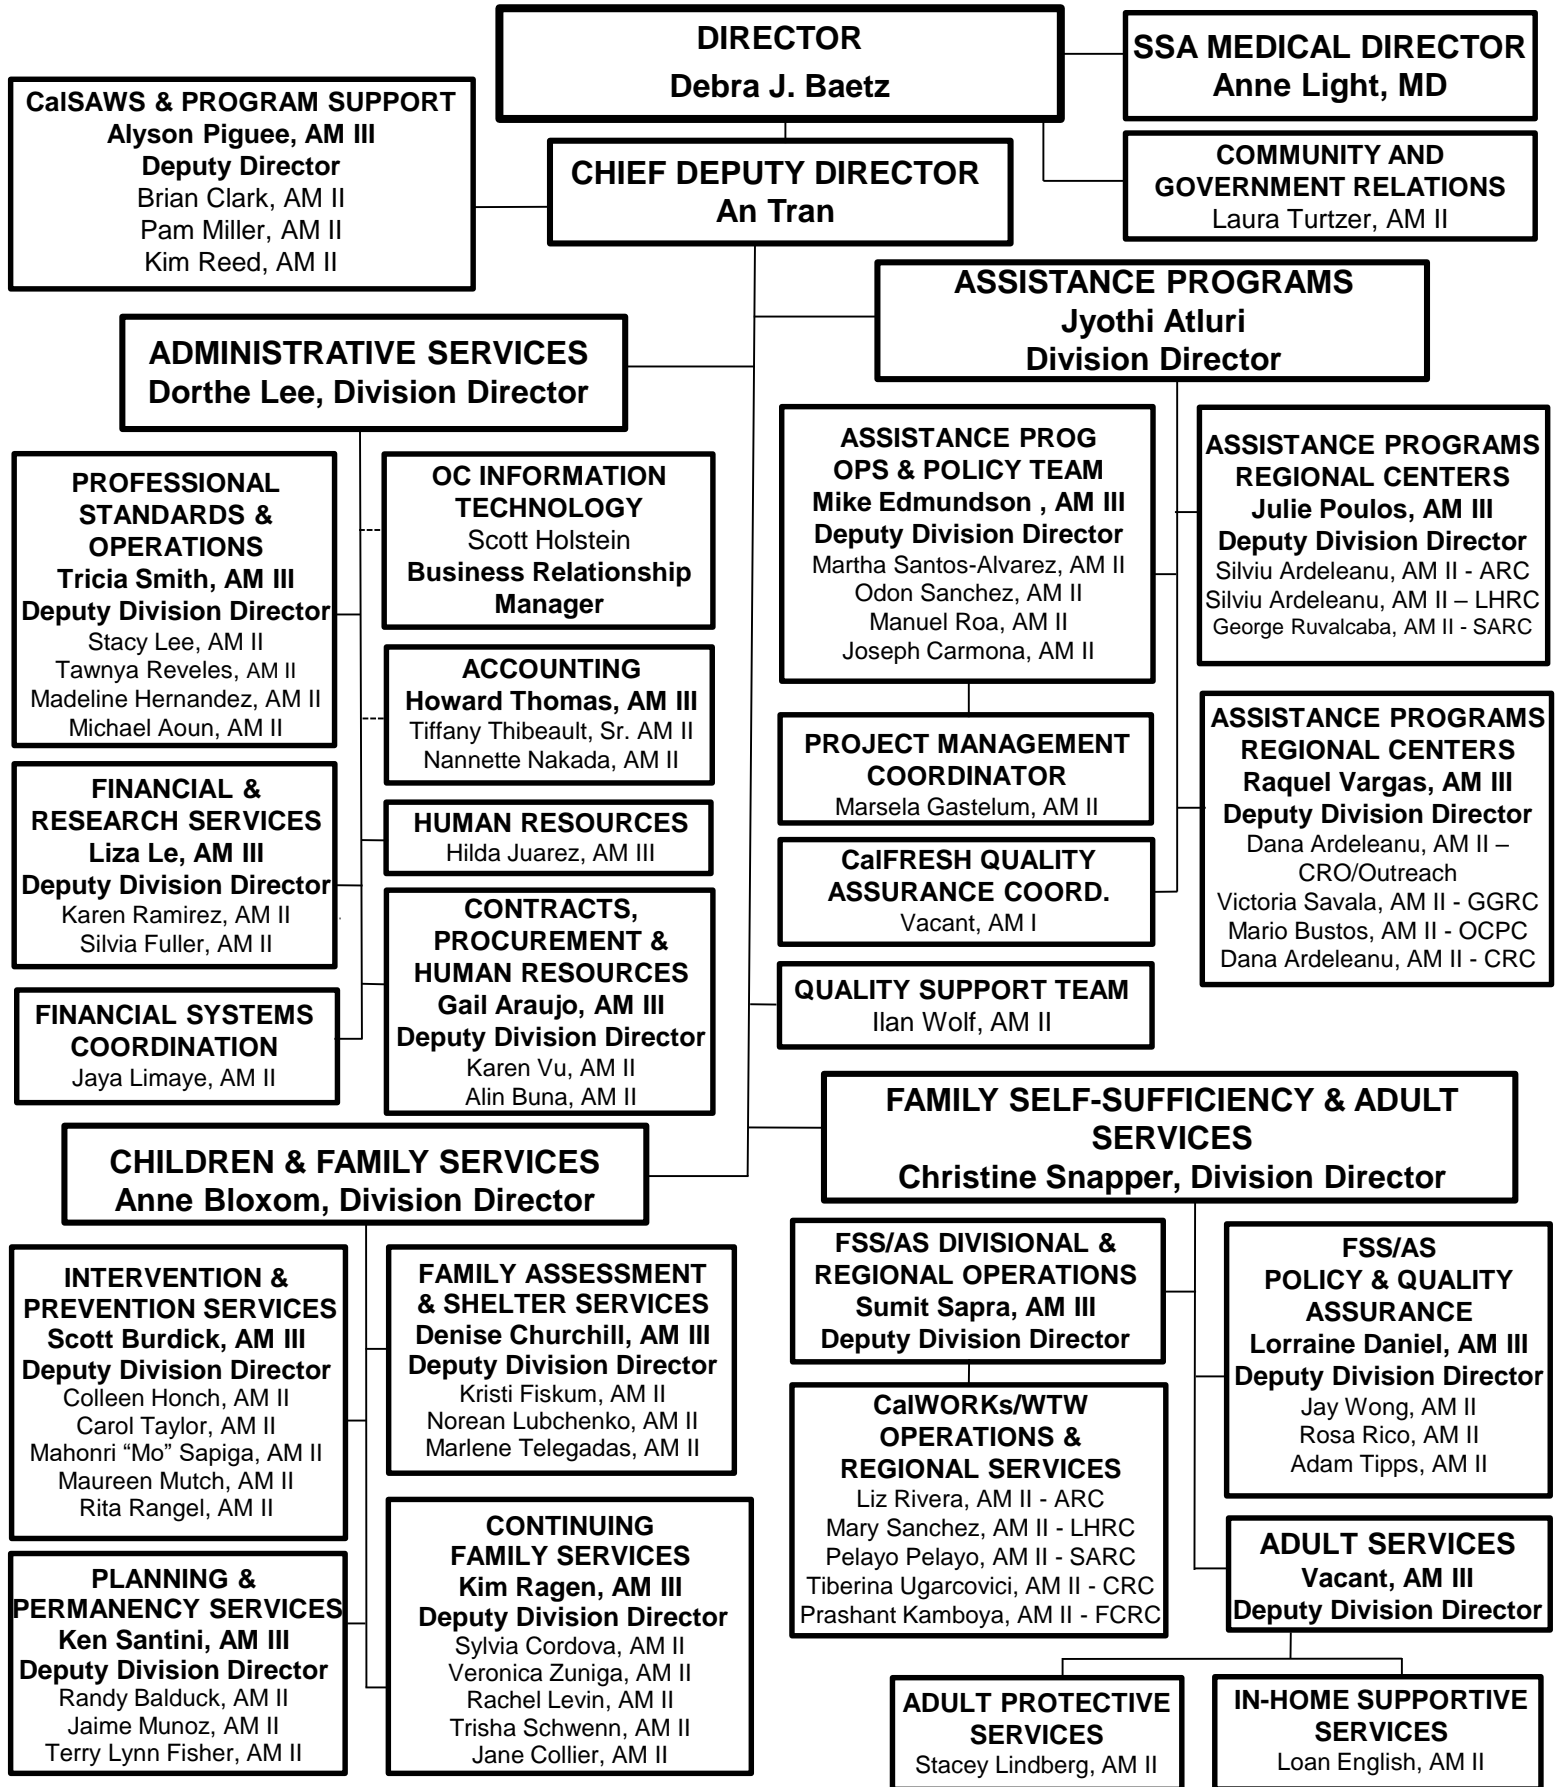 DIRECTOR
Debra J. Baetz
SSA MEDICAL DIRECTOR
Anne Light, MD
CalSAWS & PROGRAM SUPPORT
Alyson Piguee, AM III
Deputy Director
Brian Clark, AM II
Pam Miller, AM II
Kim Reed, AM II
CHIEF DEPUTY DIRECTOR
An Tran
COMMUNITY AND
GOVERNMENT RELATIONS
Laura Turtzer, AM II
ASSISTANCE PROGRAMS
Jyothi Atluri
Division Director
ADMINISTRATIVE SERVICES
Dorthe Lee, Division Director
PROFESSIONAL
STANDARDS &
OPERATIONS
Tricia Smith, AM III
Deputy Division Director
Stacy Lee, AM II
Tawnya Reveles, AM II
Madeline Hernandez, AM II
Michael Aoun, AM II
OC INFORMATION
TECHNOLOGY
Scott Holstein
Business Relationship
Manager
ACCOUNTING
Howard Thomas, AM III
Tiffany Thibeault, Sr. AM II
Nannette Nakada, AM II
FINANCIAL &
RESEARCH SERVICES
Liza Le, AM III
Deputy Division Director
Karen Ramirez, AM II
Silvia Fuller, AM II
HUMAN RESOURCES
Hilda Juarez, AM III
CONTRACTS,
PROCUREMENT &
HUMAN RESOURCES
Gail Araujo, AM III
Deputy Division Director
Karen Vu, AM II
Alin Buna, AM II
FINANCIAL SYSTEMS
COORDINATION
Jaya Limaye, AM II
ASSISTANCE PROG
OPS & POLICY TEAM
Mike Edmundson , AM III
Deputy Division Director
Martha Santos-Alvarez, AM II
Odon Sanchez, AM II
Manuel Roa, AM II
Joseph Carmona, AM II
ASSISTANCE PROGRAMS
REGIONAL CENTERS
Julie Poulos, AM III
Deputy Division Director
Silviu Ardeleanu, AM II - ARC
Silviu Ardeleanu, AM II – LHRC
George Ruvalcaba, AM II - SARC
PROJECT MANAGEMENT
COORDINATOR
Marsela Gastelum, AM II
ASSISTANCE PROGRAMS
REGIONAL CENTERS
Raquel Vargas, AM III
Deputy Division Director
Dana Ardeleanu, AM II –
CRO/Outreach
Victoria Savala, AM II - GGRC
Mario Bustos, AM II - OCPC
Dana Ardeleanu, AM II - CRC
CalFRESH QUALITY
ASSURANCE COORD.
Vacant, AM I
QUALITY SUPPORT TEAM
Ilan Wolf, AM II
FAMILY SELF-SUFFICIENCY & ADULT
SERVICES
Christine Snapper, Division Director
CHILDREN & FAMILY SERVICES
Anne Bloxom, Division Director
INTERVENTION &
PREVENTION SERVICES
Scott Burdick, AM III
Deputy Division Director
Colleen Honch, AM II
Carol Taylor, AM II
Mahonri “Mo” Sapiga, AM II
Maureen Mutch, AM II
Rita Rangel, AM II
FAMILY ASSESSMENT
& SHELTER SERVICES
Denise Churchill, AM III
Deputy Division Director
Kristi Fiskum, AM II
Norean Lubchenko, AM II
Marlene Telegadas, AM II
PLANNING &
PERMANENCY SERVICES
Ken Santini, AM III
Deputy Division Director
Randy Balduck, AM II
Jaime Munoz, AM II
Terry Lynn Fisher, AM II
CONTINUING
FAMILY SERVICES
Kim Ragen, AM III
Deputy Division Director
Sylvia Cordova, AM II
Veronica Zuniga, AM II
Rachel Levin, AM II
Trisha Schwenn, AM II
Jane Collier, AM II
FSS/AS DIVISIONAL &
REGIONAL OPERATIONS
Sumit Sapra, AM III
Deputy Division Director
FSS/AS
POLICY & QUALITY
ASSURANCE
Lorraine Daniel, AM III
Deputy Division Director
Jay Wong, AM II
Rosa Rico, AM II
Adam Tipps, AM II
CalWORKs/WTW
OPERATIONS &
REGIONAL SERVICES
Liz Rivera, AM II - ARC
Mary Sanchez, AM II - LHRC
Pelayo Pelayo, AM II - SARC
Tiberina Ugarcovici, AM II - CRC
Prashant Kamboya, AM II - FCRC
ADULT SERVICES
Vacant, AM III
Deputy Division Director
ADULT PROTECTIVE
SERVICES
Stacey Lindberg, AM II
IN-HOME SUPPORTIVE
SERVICES
Loan English, AM II